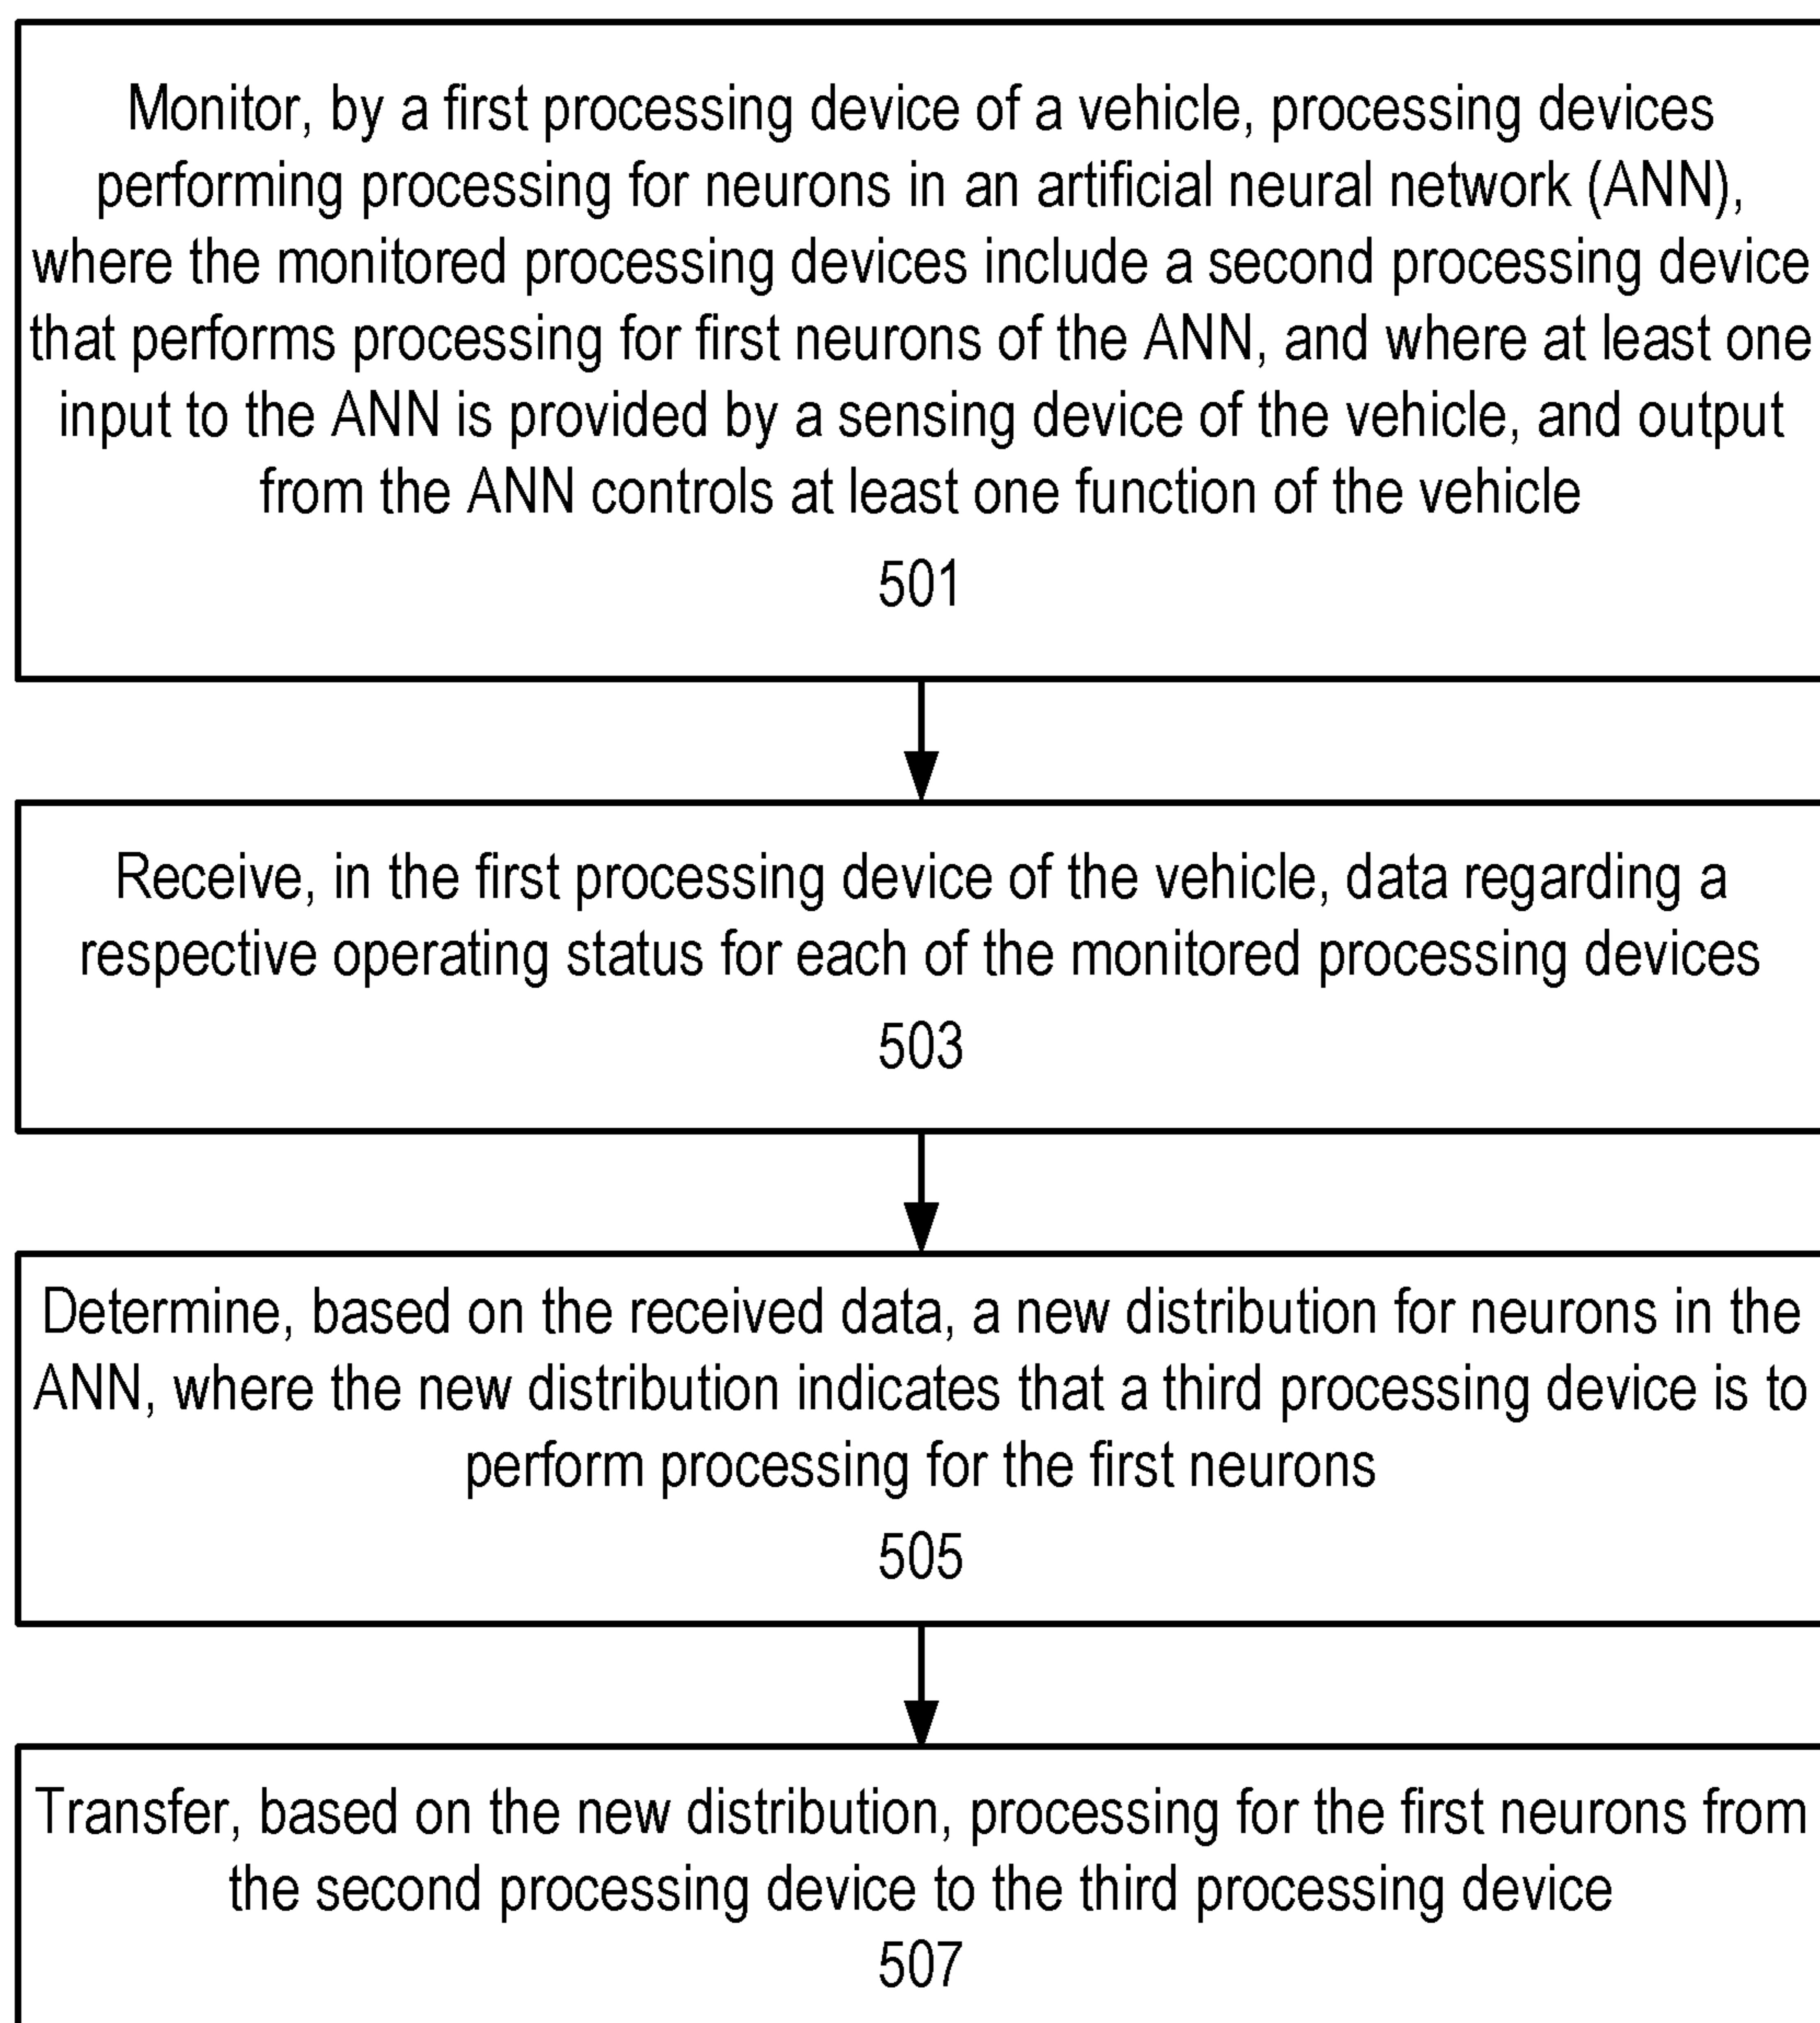 Monitor, by a first processing device of a vehicle, processing devices
performing processing for neurons in an artificial neural network (ANN),
where the monitored processing devices include a second processing device
that performs processing for first neurons of the ANN, and where at least one
input to the ANN is provided by a sensing device of the vehicle, and output
from the ANN controls at least one function of the vehicle
501
Receive, in the first processing device of the vehicle, data regarding a
respective operating status for each of the monitored processing devices
503
Determine, based on the received data, a new distribution for neurons in the
ANN, where the new distribution indicates that a third processing device is to
perform processing for the first neurons
505
Transfer, based on the new distribution, processing for the first neurons from
the second processing device to the third processing device
507